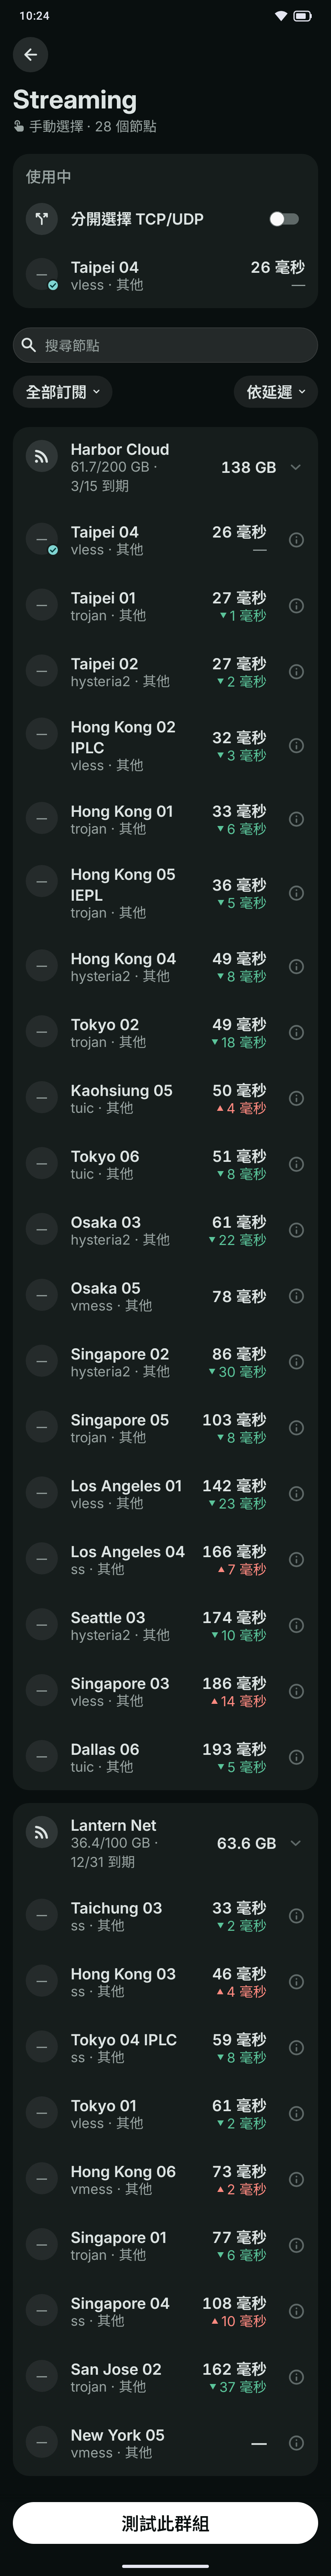 10:24
Streaming
手動選擇 · 28 個節點
使用中
分開選擇 TCP/UDP
Taipei 04
26 毫秒
vless · 其他
—
搜尋節點
全部訂閱
依延遲
Harbor Cloud
61.7/200 GB ·
3/15 到期
138 GB
Taipei 04
26 毫秒
vless · 其他
—
Taipei 01
27 毫秒
trojan · 其他
▼1 毫秒
Taipei 02
27 毫秒
hysteria2 · 其他
▼2 毫秒
Hong Kong 02
IPLC
32 毫秒
vless · 其他
▼3 毫秒
Hong Kong 01
33 毫秒
trojan · 其他
▼6 毫秒
Hong Kong 05
IEPL
36 毫秒
trojan · 其他
▼5 毫秒
Hong Kong 04
49 毫秒
hysteria2 · 其他
▼8 毫秒
Tokyo 02
49 毫秒
trojan · 其他
▼18 毫秒
Kaohsiung 05
50 毫秒
tuic · 其他
▲4 毫秒
Tokyo 06
51 毫秒
tuic · 其他
▼8 毫秒
Osaka 03
61 毫秒
hysteria2 · 其他
▼22 毫秒
Osaka 05
78 毫秒
vmess · 其他
Singapore 02
86 毫秒
hysteria2 · 其他
▼30 毫秒
Singapore 05
103 毫秒
trojan · 其他
▼8 毫秒
Los Angeles 01
142 毫秒
vless · 其他
▼23 毫秒
Los Angeles 04
166 毫秒
ss · 其他
▲7 毫秒
Seattle 03
174 毫秒
hysteria2 · 其他
▼10 毫秒
Singapore 03
186 毫秒
vless · 其他
▲14 毫秒
Dallas 06
193 毫秒
tuic · 其他
▼5 毫秒
Lantern Net
36.4/100 GB ·
12/31 到期
63.6 GB
Taichung 03
33 毫秒
ss · 其他
▼2 毫秒
Hong Kong 03
46 毫秒
ss · 其他
▲4 毫秒
Tokyo 04 IPLC
59 毫秒
ss · 其他
▼8 毫秒
Tokyo 01
61 毫秒
vless · 其他
▼2 毫秒
Hong Kong 06
73 毫秒
vmess · 其他
▲2 毫秒
Singapore 01
77 毫秒
trojan · 其他
▼6 毫秒
Singapore 04
108 毫秒
ss · 其他
▲10 毫秒
San Jose 02
162 毫秒
trojan · 其他
▼37 毫秒
New York 05
—
vmess · 其他
測試此群組